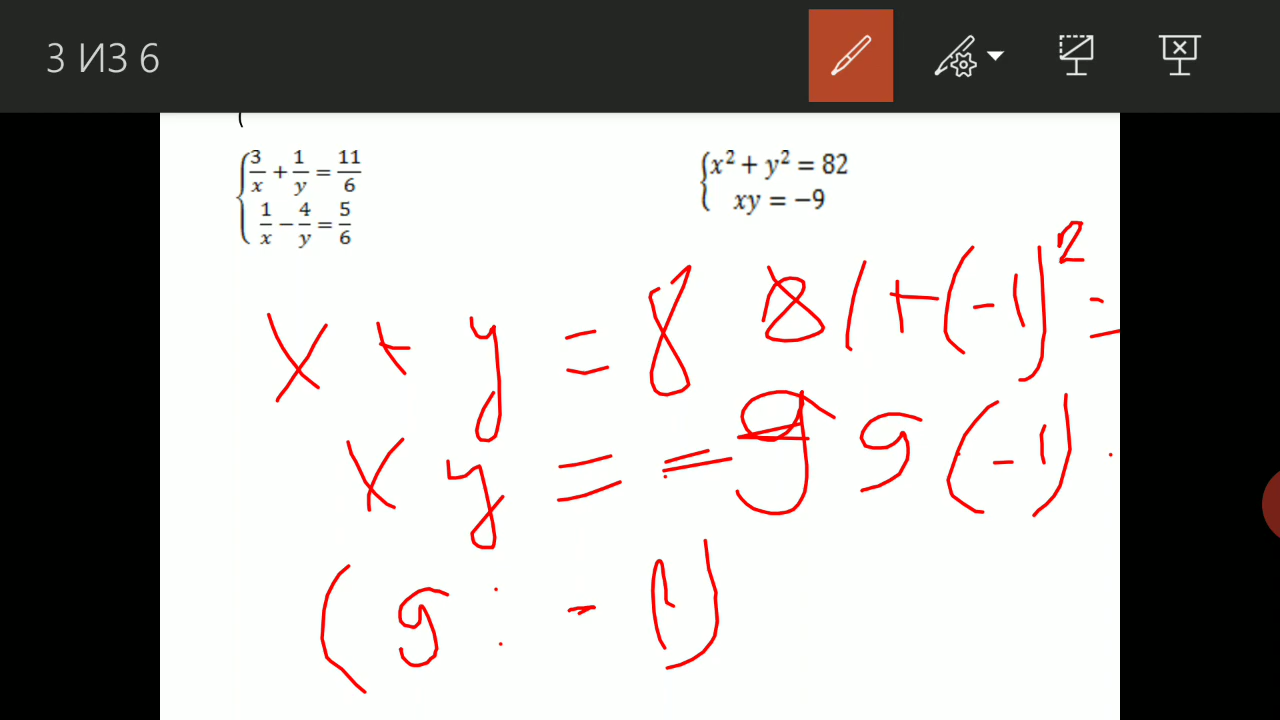 3 ИЗ 6
3/x + 1/y = 11/6
1/x − 4/y = 5/6
x² + y² = 82
xy = −9
x + y = 8
81 + (-1)² =
x y = -9
9(-1)
(9 ; -1)